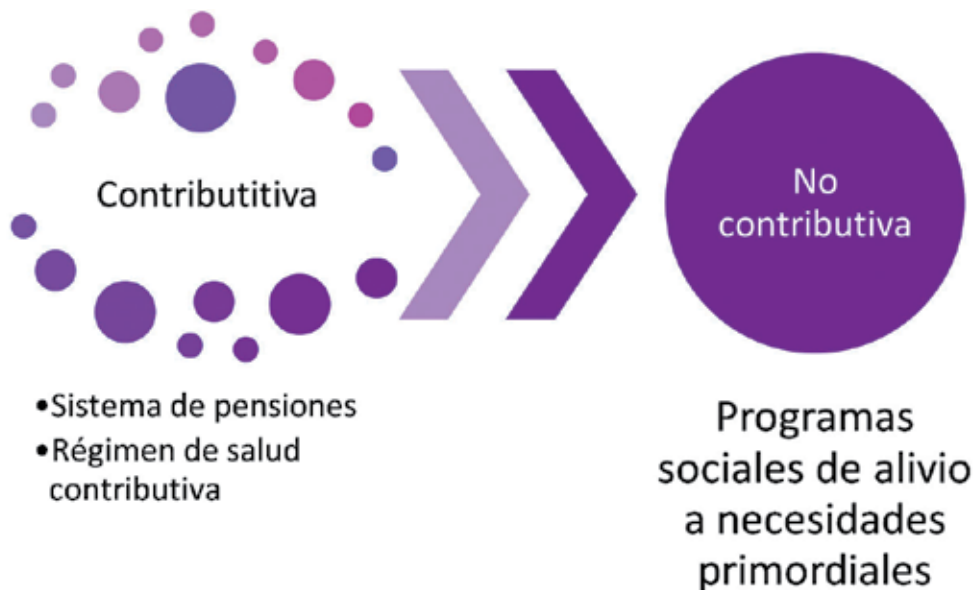 Contributitiva
•Sistema de pensiones
•Régimen de salud
contributiva
No
contributiva
Programas
sociales de alivio
a necesidades
primordiales